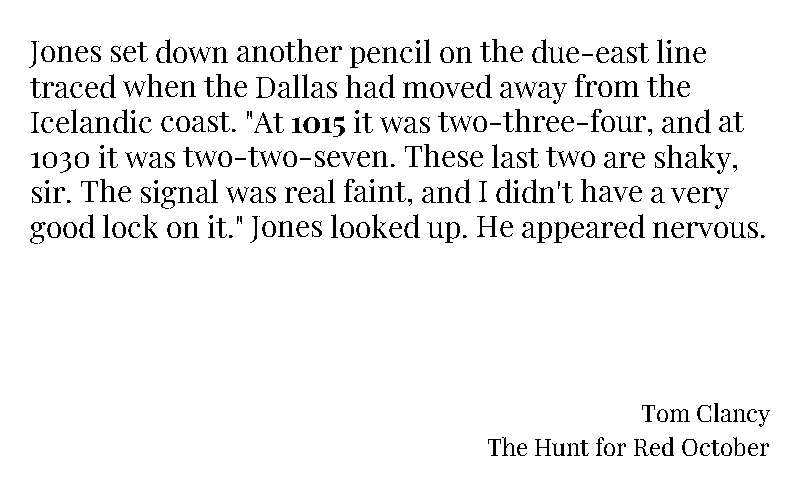 Jones set down another pencil on the due-east line
traced when the Dallas had moved away from the
Icelandic coast. "At 1015 it was two-three-four, and at
1030 it was two-two-seven. These last two are shaky,
sir. The signal was real faint, and I didn't have a very
good lock on it." Jones looked up. He appeared nervous.
Tom Clancy
The Hunt for Red October